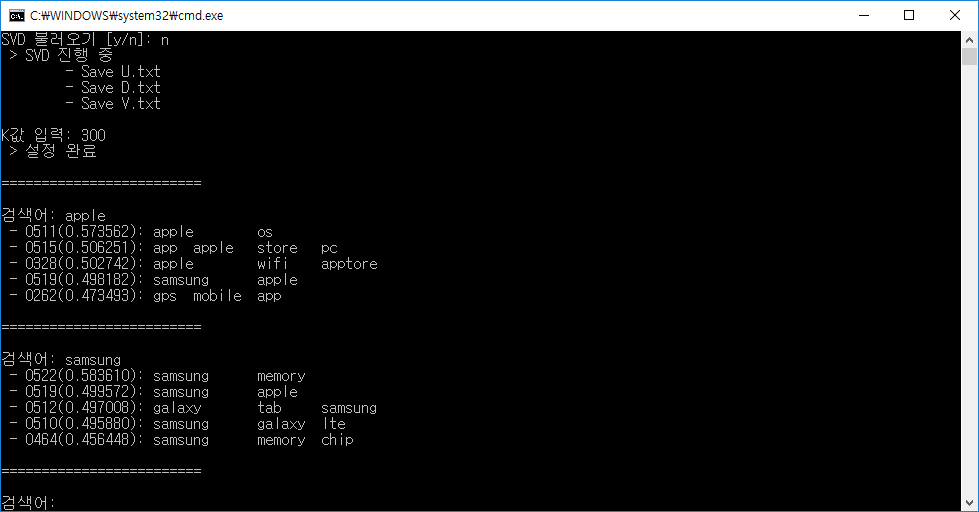 C:₩WINDOWS₩system32₩cmd.exe
SVD 불러오기 [y/n]: n
 > SVD 진행 중
        - Save U.txt
        - Save D.txt
        - Save V.txt
K값 입력: 300
 > 설정 완료
=========================
검색어: apple
 - 0511(0.573562): apple        os
 - 0515(0.506251): app  apple   store   pc
 - 0328(0.502742): apple        wifi    apptore
 - 0519(0.498182): samsung      apple
 - 0262(0.473493): gps  mobile  app
=========================
검색어: samsung
 - 0522(0.583610): samsung      memory
 - 0519(0.499572): samsung      apple
 - 0512(0.497008): galaxy       tab     samsung
 - 0510(0.495880): samsung      galaxy  lte
 - 0464(0.456448): samsung      memory  chip
=========================
검색어: